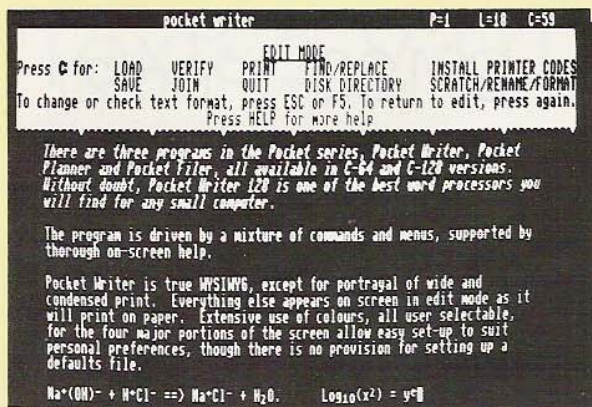 pocket writer P=1 L=18 C=59
EDIT MODE
Press C for: LOAD VERIFY PRINT FIND/REPLACE INSTALL PRINTER CODES
SAVE JOIN QUIT DISK DIRECTORY SCRATCH/RENAME/FORMAT
To change or check text format, press ESC or F5. To return to edit, press again.
Press HELP for more help
There are three programs in the Pocket series, Pocket Writer, Pocket
Planner and Pocket Filer, all available in C-64 and C-128 versions.
Without doubt, Pocket Writer 128 is one of the best word processors you
will find for any small computer.
The program is driven by a mixture of commands and menus, supported by
thorough on-screen help.
Pocket Writer is true WYSIWYG, except for portrayal of wide and
condensed print. Everything else appears on screen in edit mode as it
will print on paper. Extensive use of colours, all user selectable,
for the four major portions of the screen allow easy set-up to suit
personal preferences, though there is no provision for setting up a
defaults file.
Na⁺(OH)⁻ + H⁺Cl⁻ ==> Na⁺Cl⁻ + H₂O. Log₁₀(x²) = yᵉ